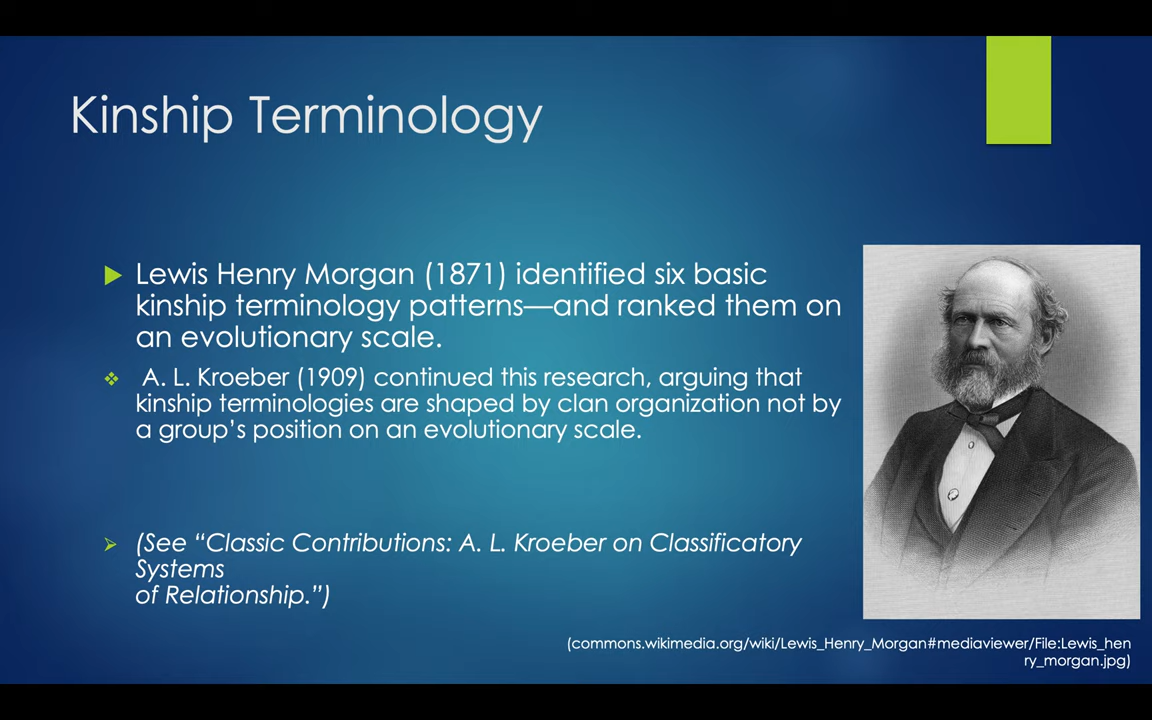 Kinship Terminology
Lewis Henry Morgan (1871) identified six basic
kinship terminology patterns—and ranked them on
an evolutionary scale.
A. L. Kroeber (1909) continued this research, arguing that
kinship terminologies are shaped by clan organization not by
a group’s position on an evolutionary scale.
(See “Classic Contributions: A. L. Kroeber on Classificatory
Systems
of Relationship.”)
(commons.wikimedia.org/wiki/Lewis_Henry_Morgan#mediaviewer/File:Lewis_hen
ry_morgan.jpg)